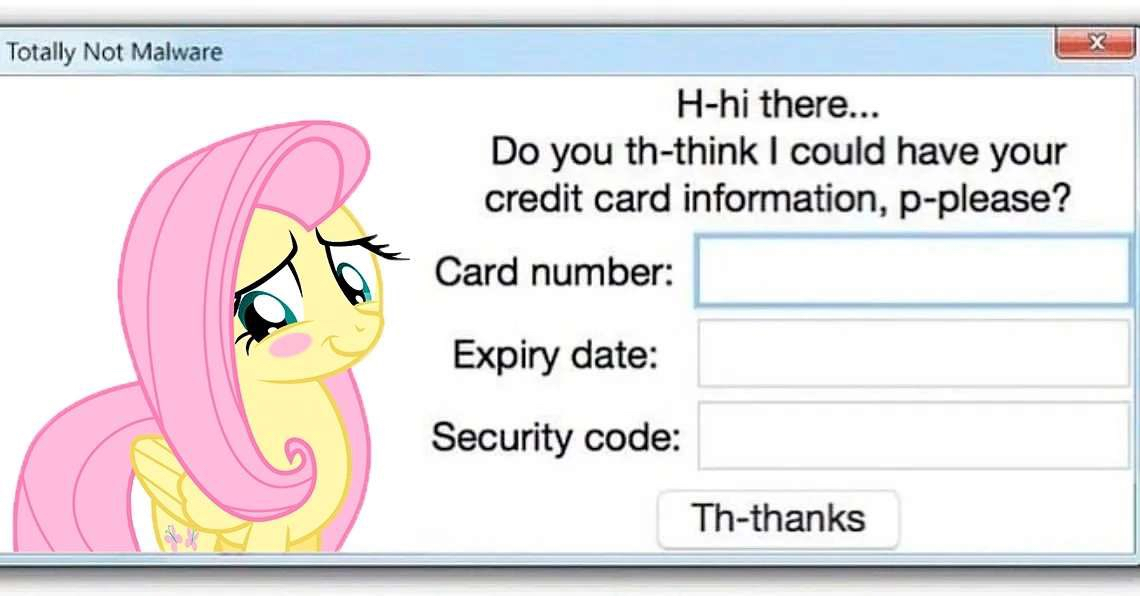 Totally Not Malware
H-hi there...
Do you th-think I could have your
credit card information, p-please?
Card number:
Expiry date:
Security code:
Th-thanks